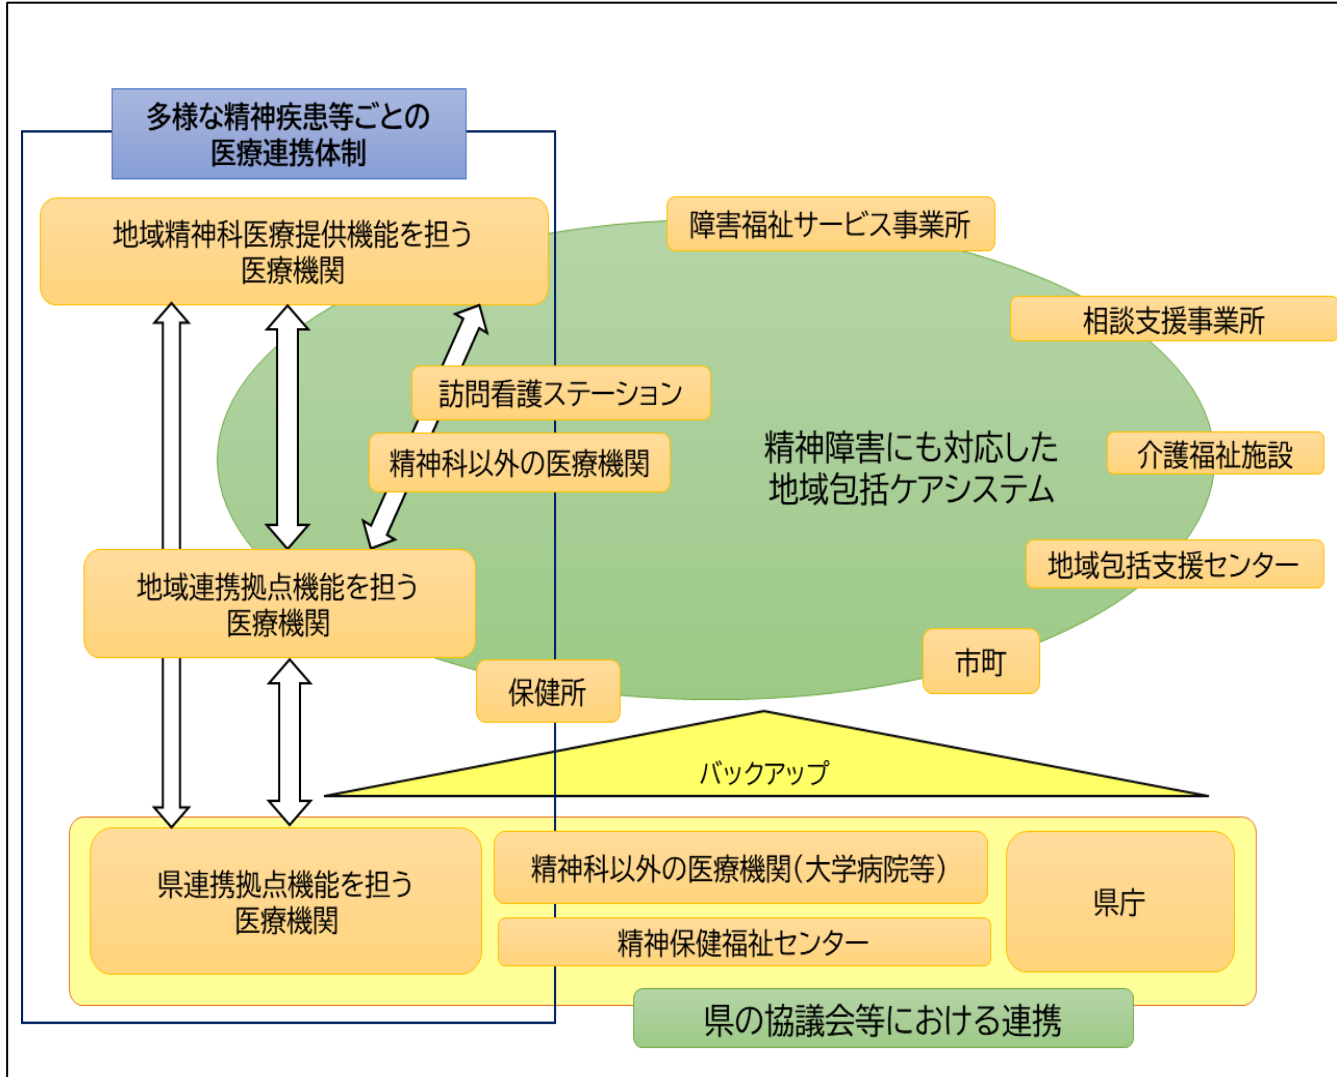 多様な精神疾患等ごとの
医療連携体制
地域精神科医療提供機能を担う
医療機関
障害福祉サービス事業所
相談支援事業所
訪問看護ステーション
精神科以外の医療機関
精神障害にも対応した
地域包括ケアシステム
介護福祉施設
地域連携拠点機能を担う
医療機関
地域包括支援センター
保健所
市町
バックアップ
県連携拠点機能を担う
医療機関
精神科以外の医療機関(大学病院等)
精神保健福祉センター
県庁
県の協議会等における連携